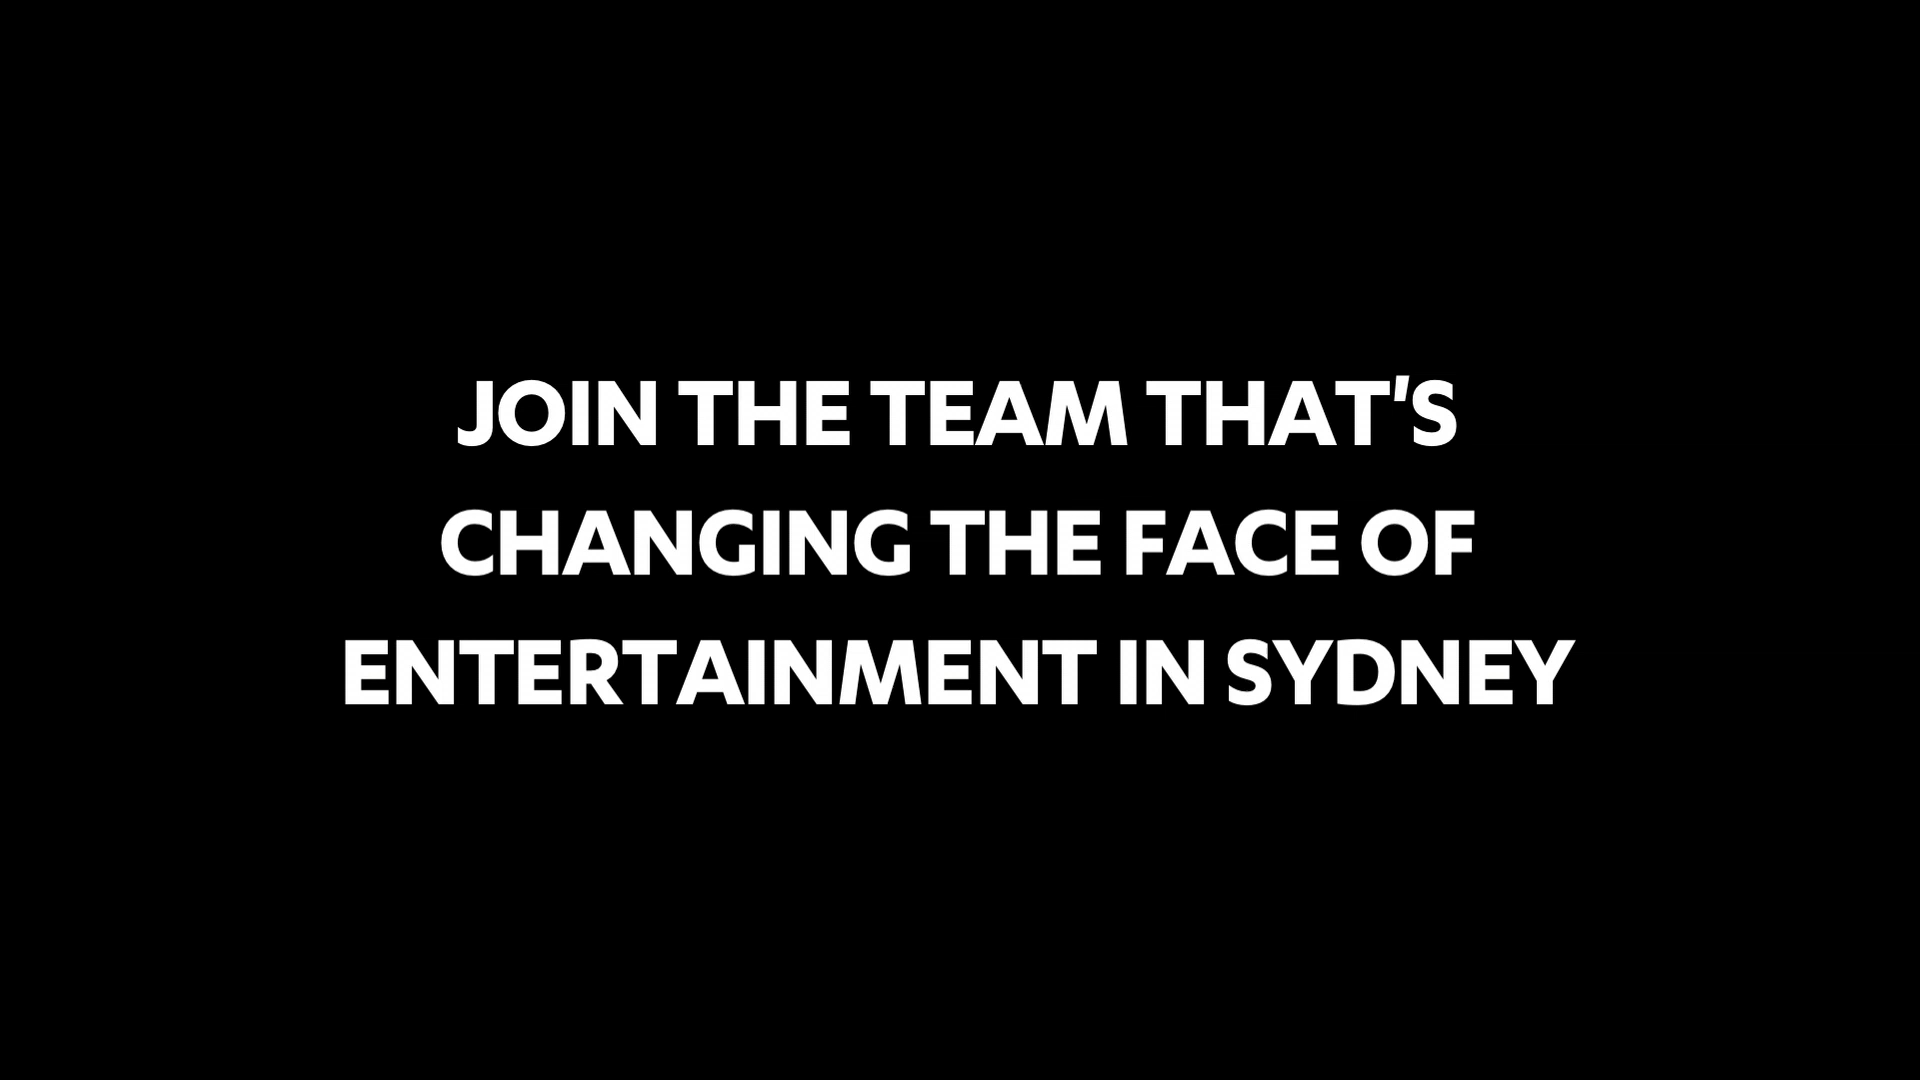 JOIN THE TEAM THAT'S
CHANGING THE FACE OF
ENTERTAINMENT IN SYDNEY